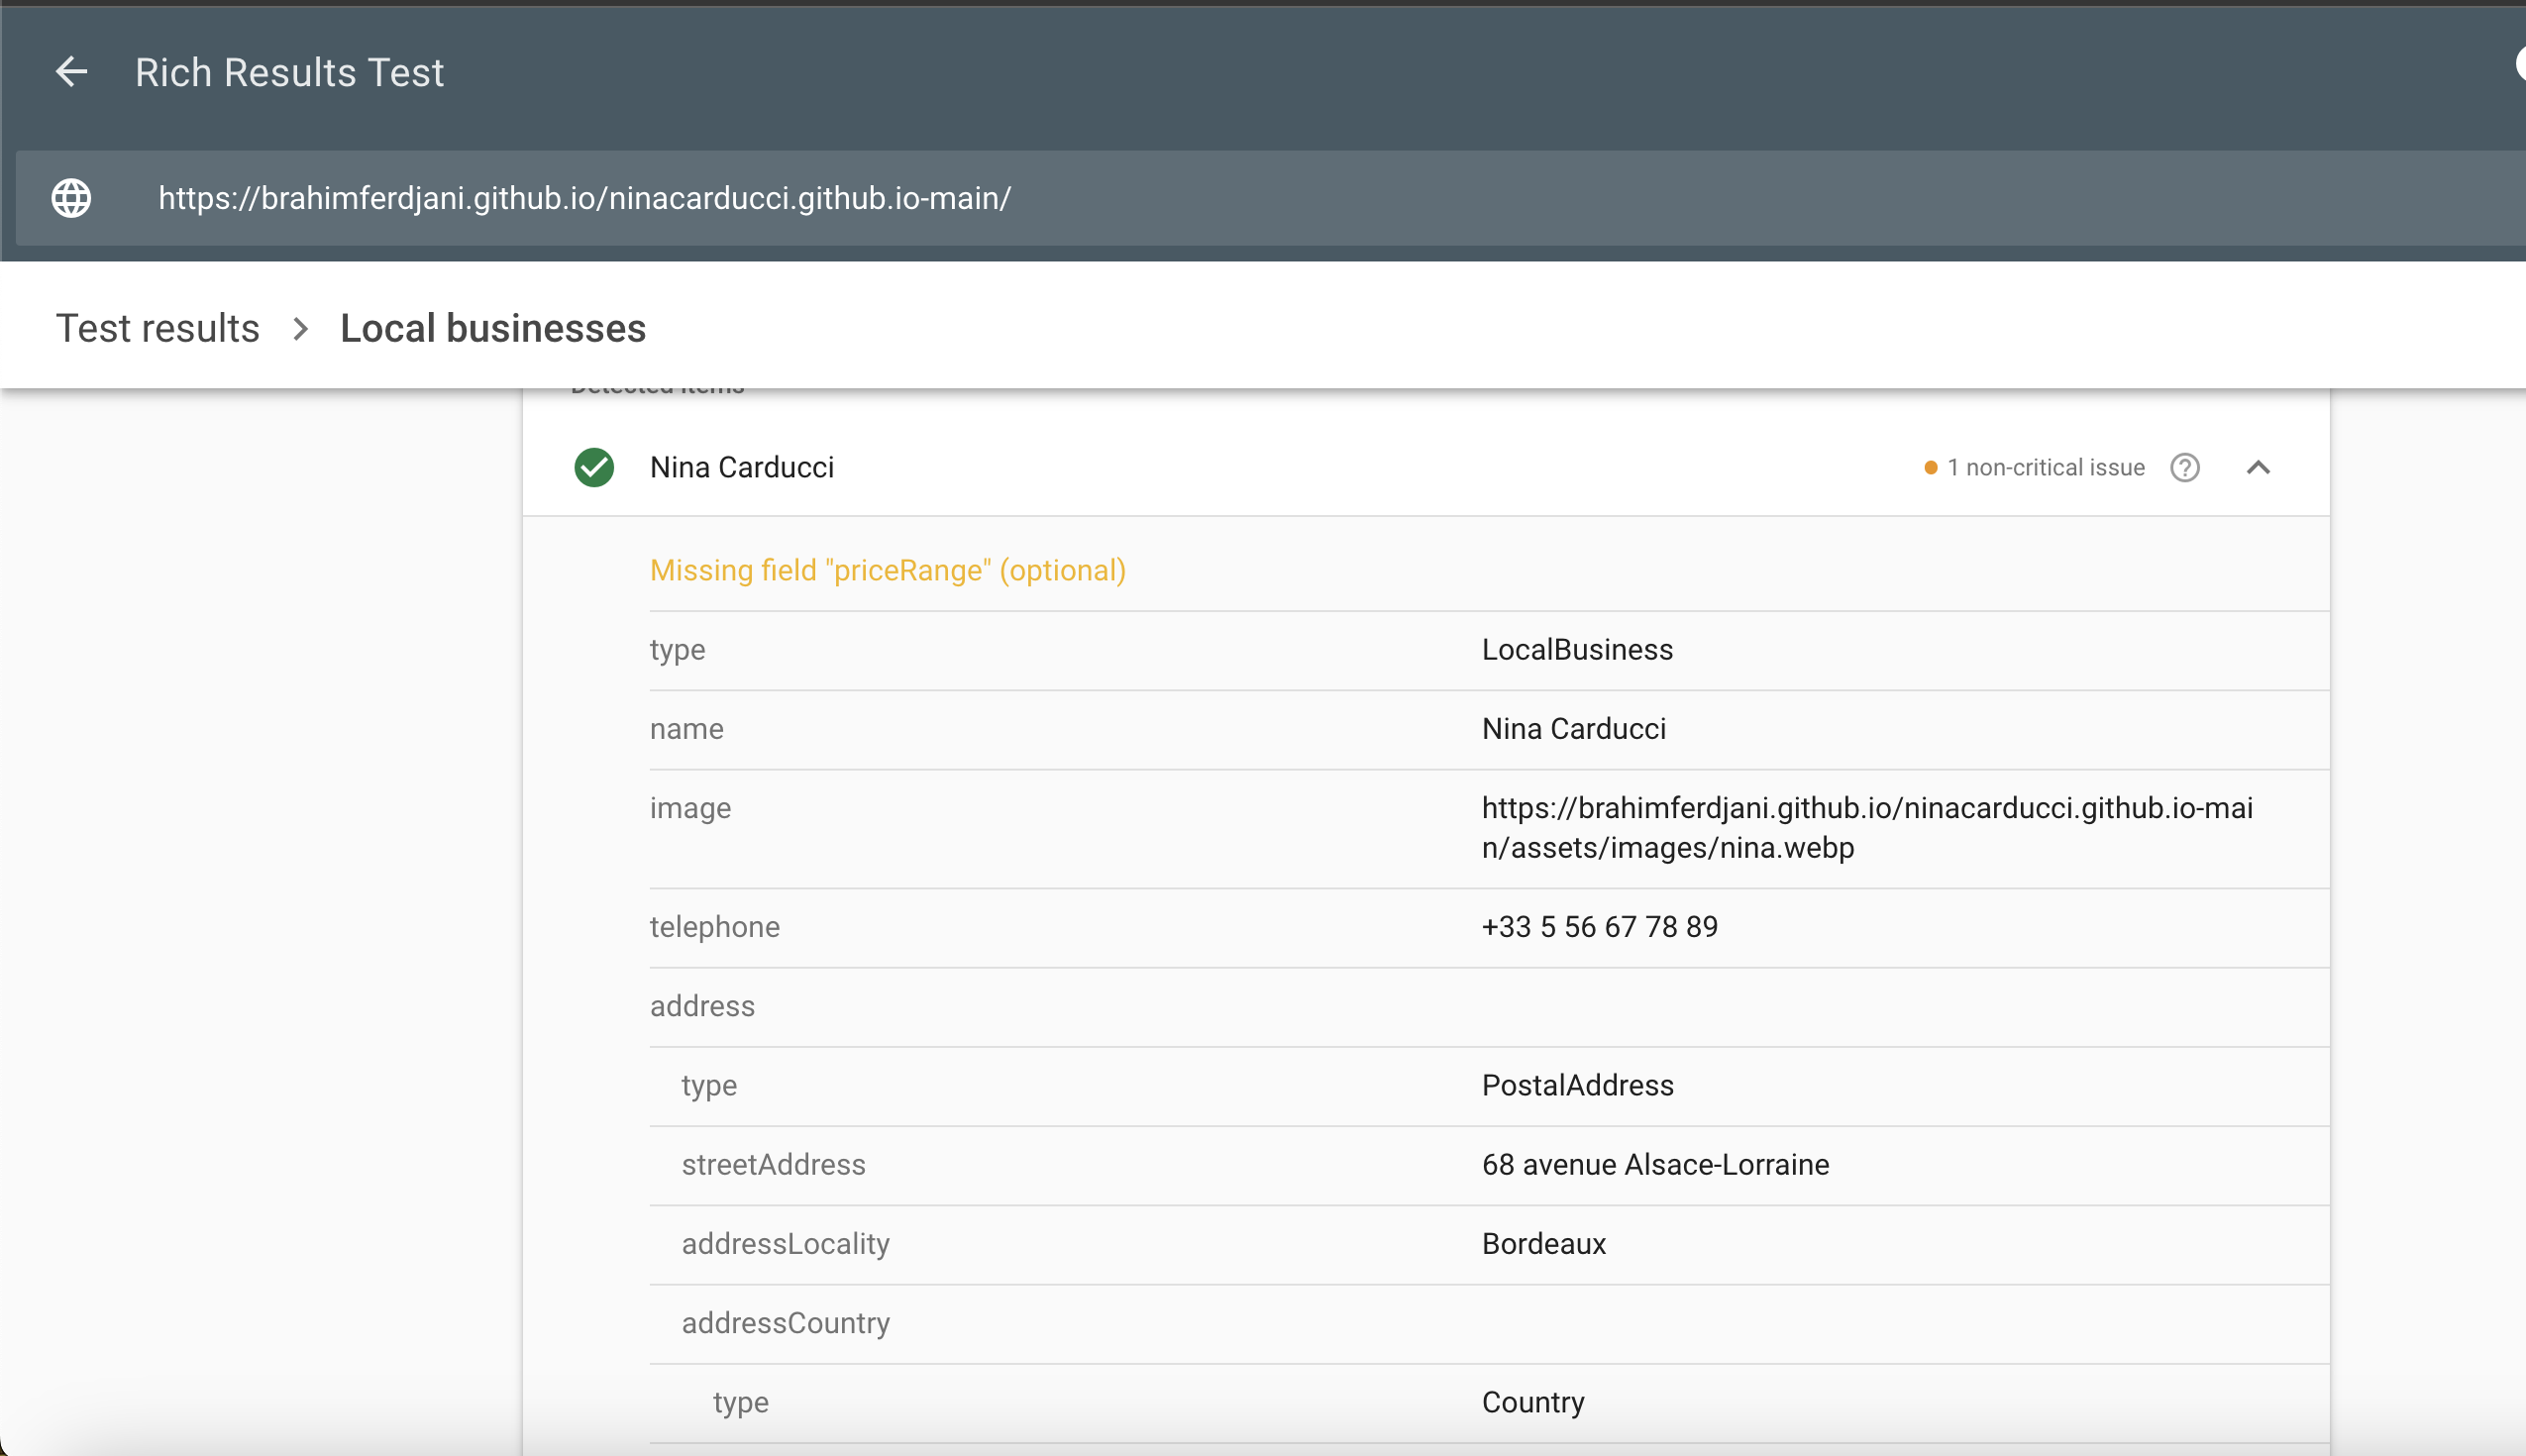 Rich Results Test
https://brahimferdjani.github.io/ninacarducci.github.io-main/
Test results > Local businesses
Detected items
Nina Carducci
1 non-critical issue
Missing field "priceRange" (optional)
type LocalBusiness
name Nina Carducci
image https://brahimferdjani.github.io/ninacarducci.github.io-mai
n/assets/images/nina.webp
telephone +33 5 56 67 78 89
address
type PostalAddress
streetAddress 68 avenue Alsace-Lorraine
addressLocality Bordeaux
addressCountry
type Country